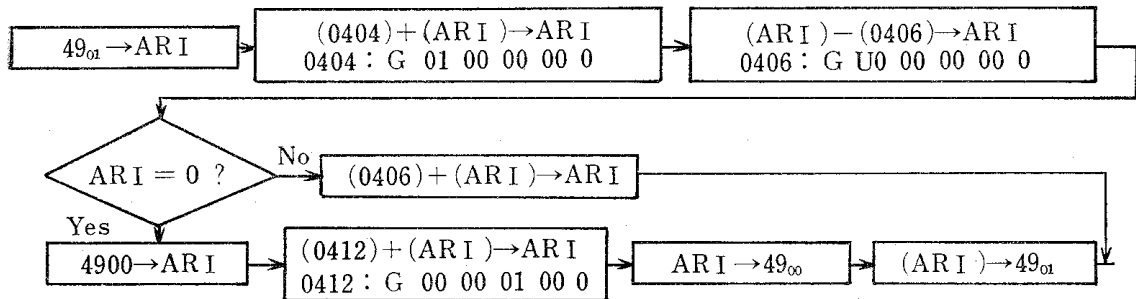 49₀₁→ARI
(0404)+(ARI)→ARI
0404: G 01 00 00 00 0
(ARI)−(0406)→ARI
0406: G U0 00 00 00 0
ARI = 0 ?
No
(0406)+(ARI)→ARI
Yes
4900→ARI
(0412)+(ARI)→ARI
0412: G 00 00 01 00 0
ARI→49₀₀
(ARI)→49₀₁